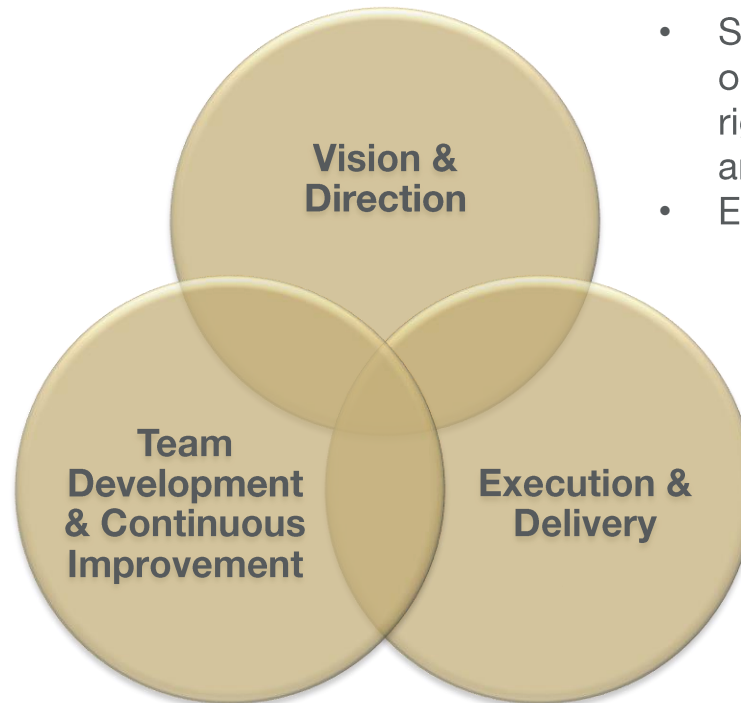 Vision &
Direction
Team
Development
& Continuous
Improvement
Execution &
Delivery